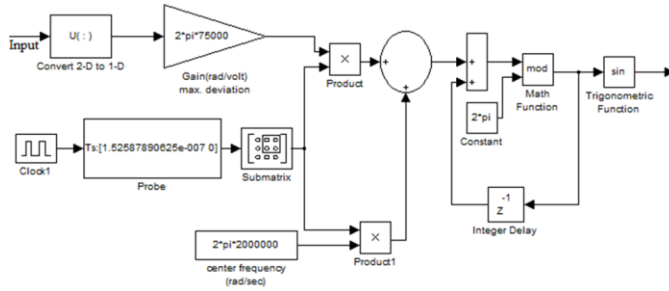 Input
U( : )
Convert 2-D to 1-D
2*pi*75000
Gain(rad/volt)
max. deviation
×
Product
+
+
+
+
mod
Math
Function
sin
Trigonometric
Function
2*pi
Constant
Clock1
Ts:[1.52587890625e-007 0]
Probe
Submatrix
-1
Z
Integer Delay
2*pi*2000000
center frequency
(rad/sec)
×
Product1